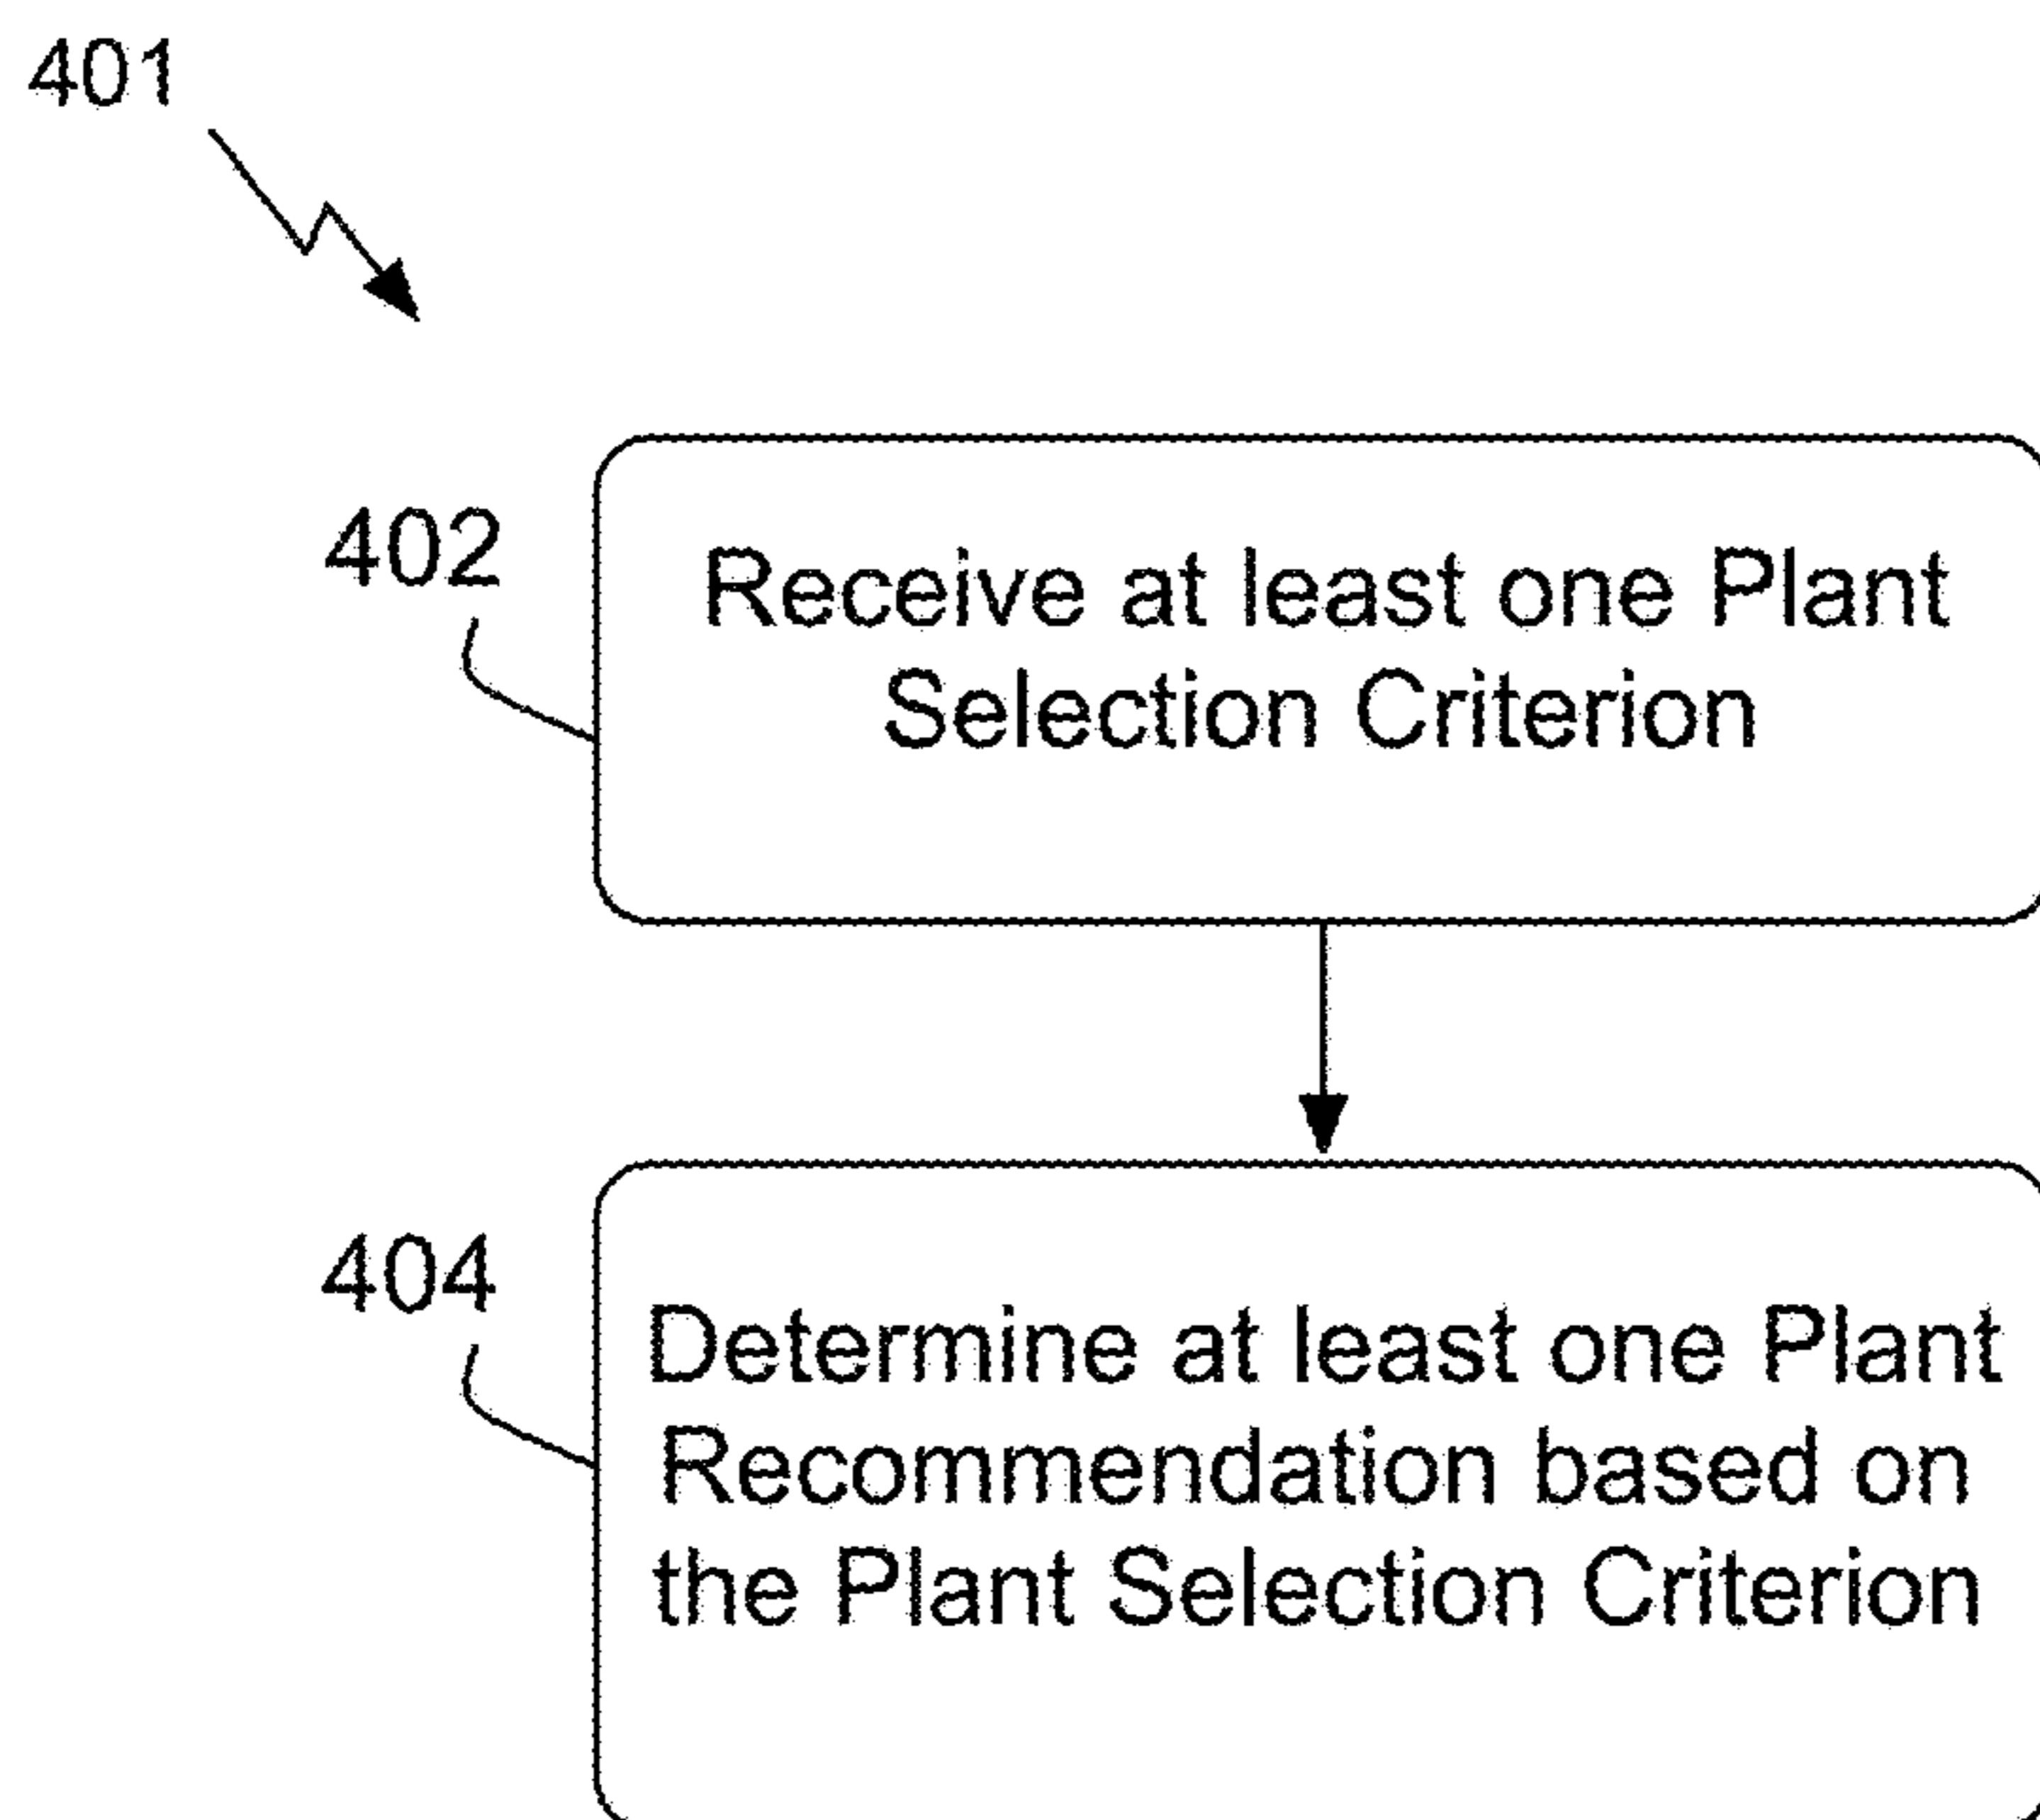 401
402
Receive at least one Plant
Selection Criterion
404
Determine at least one Plant
Recommendation based on
the Plant Selection Criterion